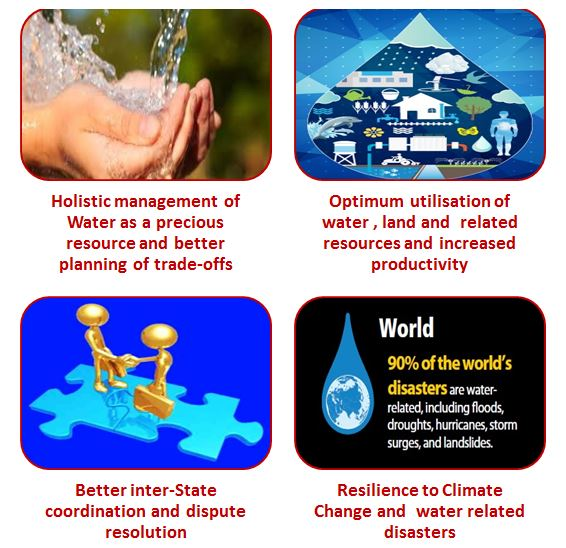 Holistic management of
Water as a precious
resource and better
planning of trade-offs
Optimum utilisation of
water , land and related
resources and increased
productivity
Better inter-State
coordination and dispute
resolution
World
90% of the world's
disasters are water-
related, including floods,
droughts, hurricanes, storm
surges, and landslides.
Resilience to Climate
Change and water related
disasters